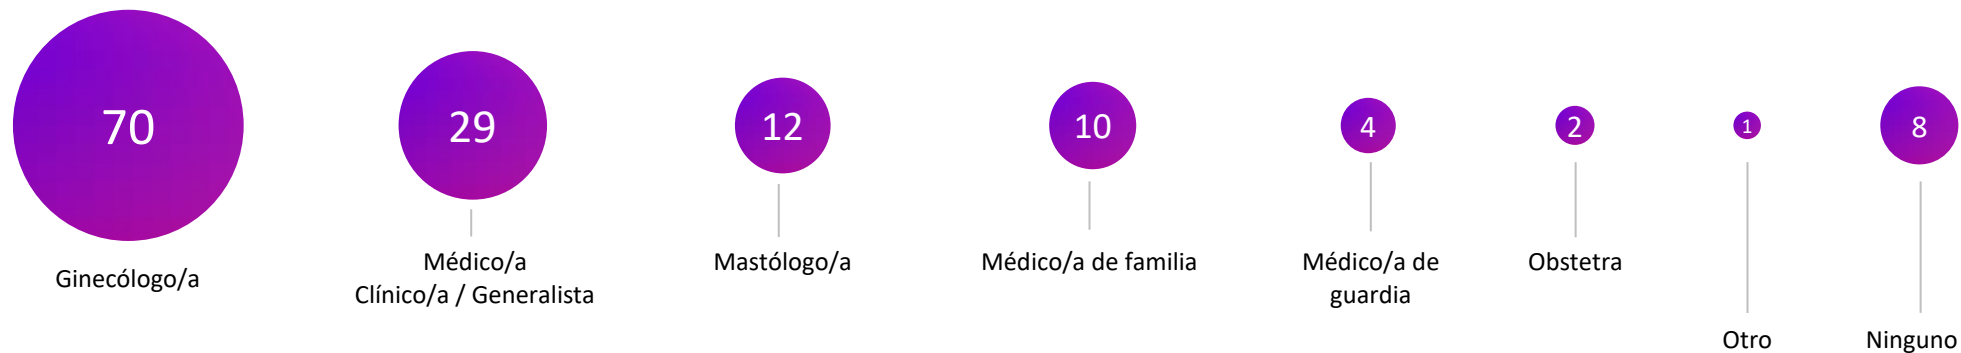 70
29
12
10
4
2
1
8
Ginecólogo/a
Médico/a
Clínico/a / Generalista
Mastólogo/a
Médico/a de familia
Médico/a de
guardia
Obstetra
Otro
Ninguno